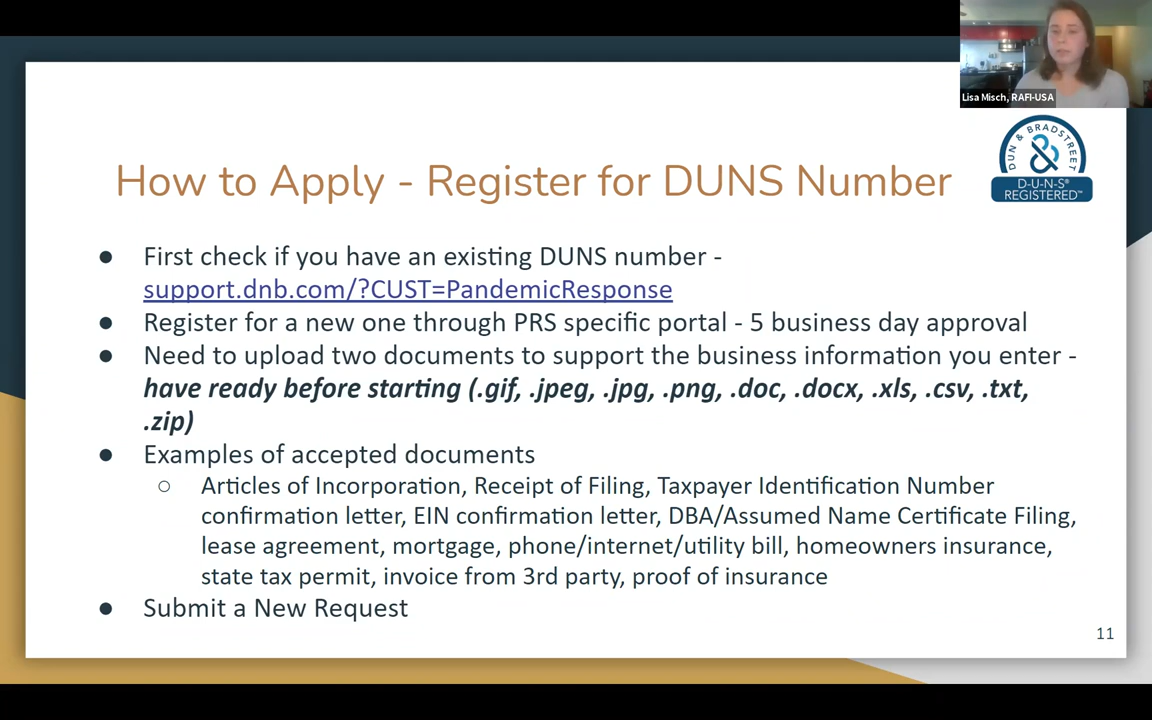 Lisa Misch, RAFI-USA
DUN & BRADSTREET
&
D-U-N-S®
REGISTERED™
How to Apply - Register for DUNS Number
● First check if you have an existing DUNS number -
support.dnb.com/?CUST=PandemicResponse
● Register for a new one through PRS specific portal - 5 business day approval
● Need to upload two documents to support the business information you enter -
have ready before starting (.gif, .jpeg, .jpg, .png, .doc, .docx, .xls, .csv, .txt,
.zip)
● Examples of accepted documents
○ Articles of Incorporation, Receipt of Filing, Taxpayer Identification Number
confirmation letter, EIN confirmation letter, DBA/Assumed Name Certificate Filing,
lease agreement, mortgage, phone/internet/utility bill, homeowners insurance,
state tax permit, invoice from 3rd party, proof of insurance
● Submit a New Request
11